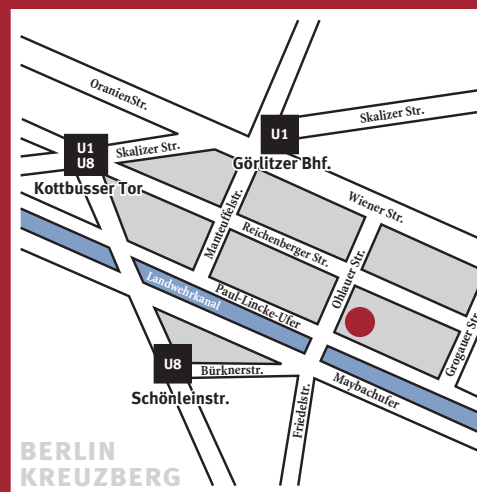 OranienStr.
U1
Skalizer Str.
U1
U8
Skalizer Str.
Görlitzer Bhf.
Kottbusser Tor.
Wiener Str.
Manteuffelstr.
Reichenberger Str.
Ohlauer Str.
Landwehrkanal
Paul-Lincke-Ufer
Grogauer Str.
U8
Bürknerstr.
Maybachufer
Schönleinstr.
Friedelstr.
BERLIN
KREUZBERG